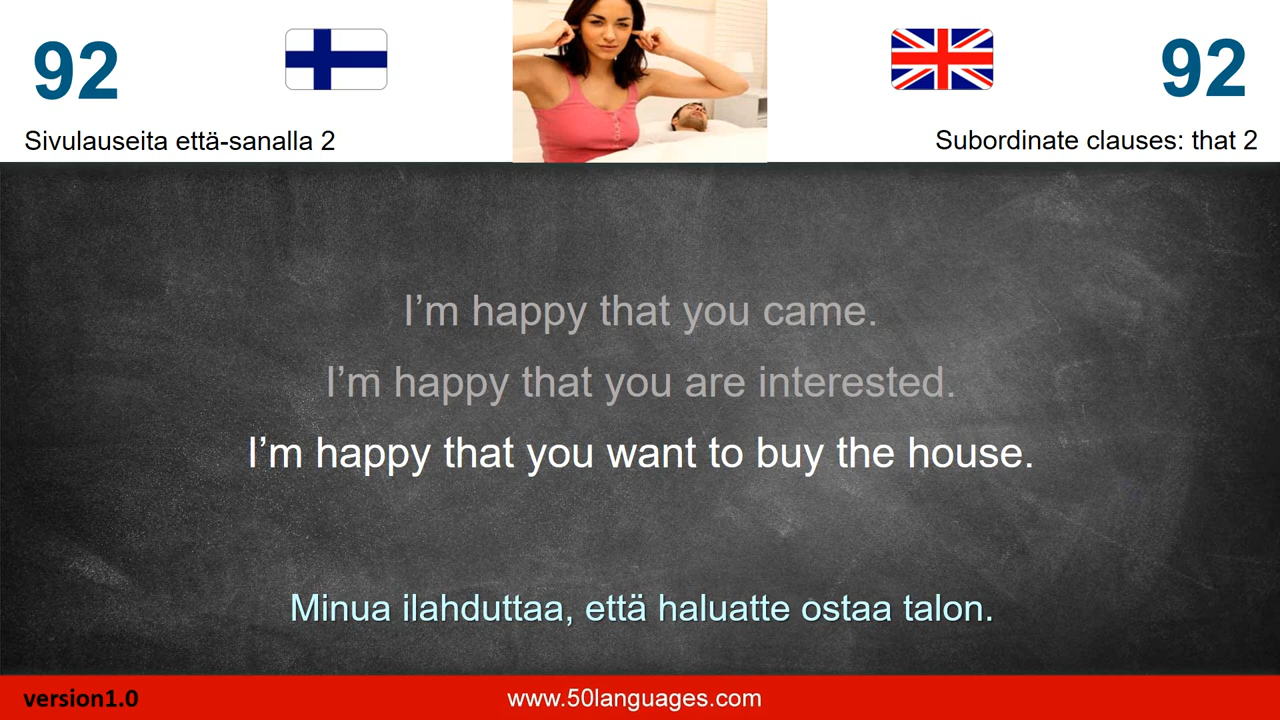 92
92
Sivulauseita että-sanalla 2
Subordinate clauses: that 2
I’m happy that you came.
I’m happy that you are interested.
I’m happy that you want to buy the house.
Minua ilahduttaa, että haluatte ostaa talon.
version1.0
www.50languages.com